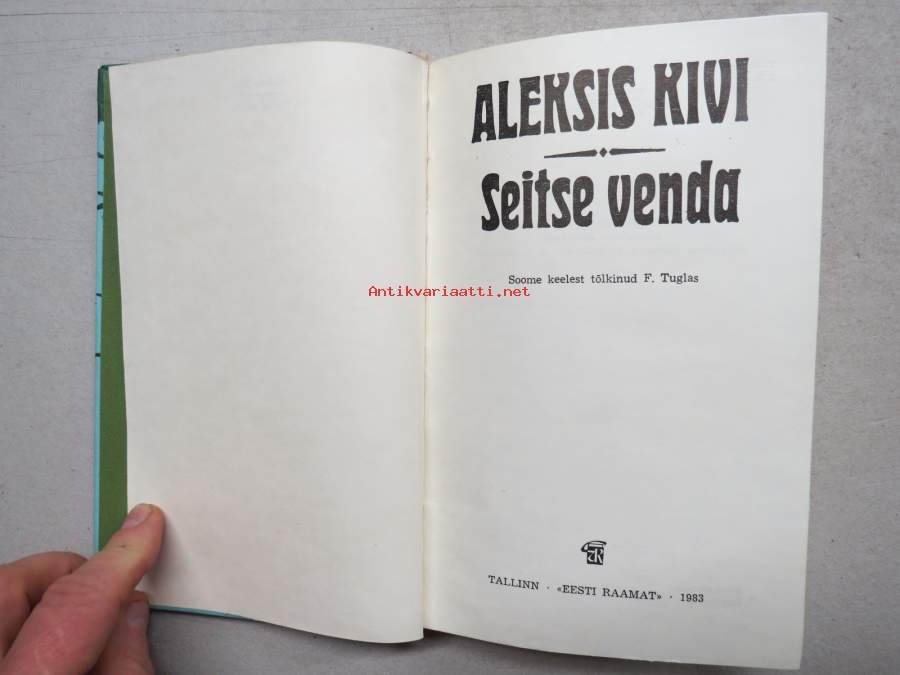 ALEKSIS KIVI
Seitse venda
Soome keelest tõlkinud F. Tuglas
Antikvariaatti.net
TALLINN · «EESTI RAAMAT» · 1983